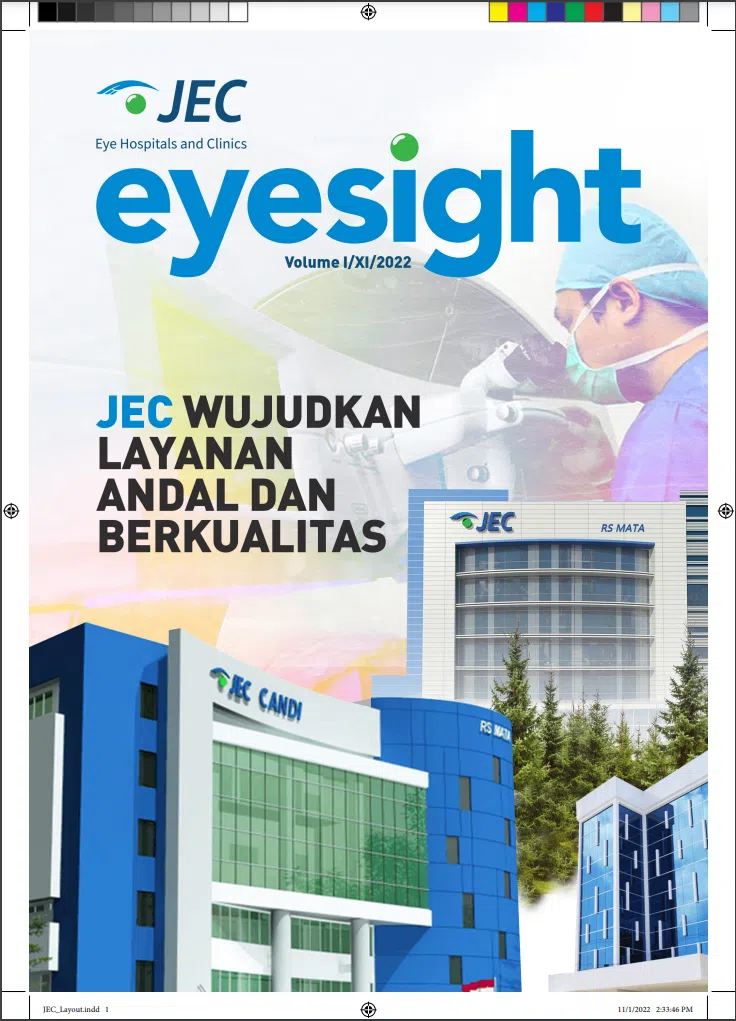 JEC
Eye Hospitals and Clinics
eyesight
Volume I/XI/2022
JEC WUJUDKAN
LAYANAN
ANDAL DAN
BERKUALITAS
JEC
RS MATA
JEC CANDI
RS MATA
JEC_Layout.indd 1
11/1/2022 2:33:46 PM